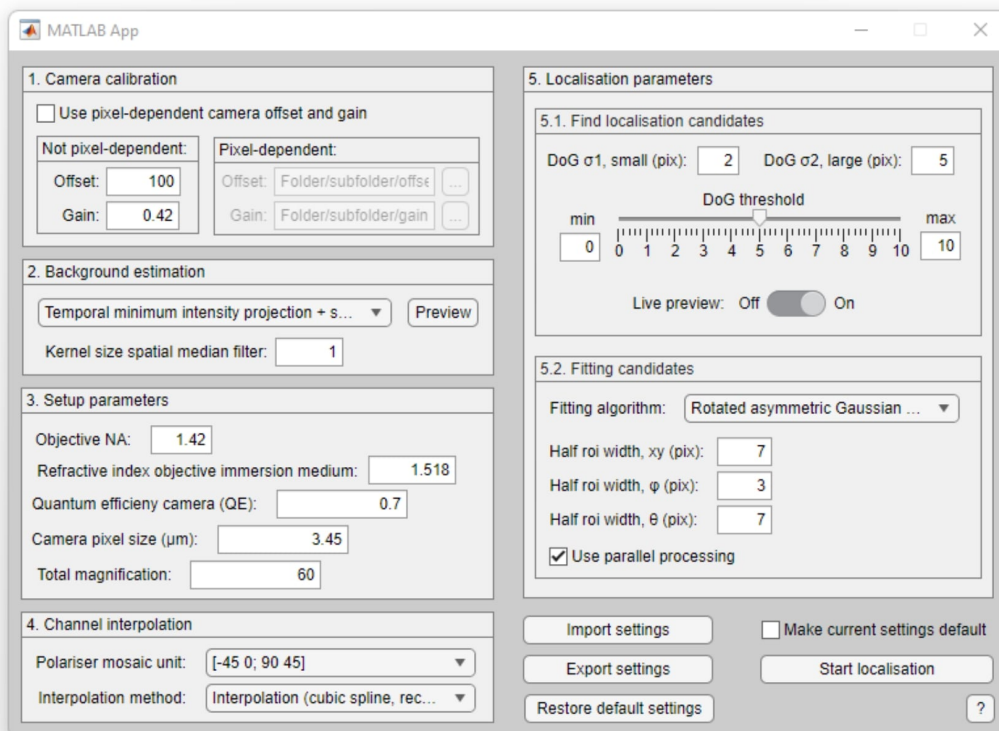 MATLAB App
1. Camera calibration
Use pixel-dependent camera offset and gain
Not pixel-dependent:
Offset: 100
Gain: 0.42
Pixel-dependent:
Offset: Folder/subfolder/offse ...
Gain: Folder/subfolder/gain ...
2. Background estimation
Temporal minimum intensity projection + s... Preview
Kernel size spatial median filter: 1
3. Setup parameters
Objective NA: 1.42
Refractive index objective immersion medium: 1.518
Quantum efficieny camera (QE): 0.7
Camera pixel size (μm): 3.45
Total magnification: 60
4. Channel interpolation
Polariser mosaic unit: [-45 0; 90 45]
Interpolation method: Interpolation (cubic spline, rec...
5. Localisation parameters
5.1. Find localisation candidates
DoG σ1, small (pix): 2 DoG σ2, large (pix): 5
DoG threshold
min max
0 0 1 2 3 4 5 6 7 8 9 10 10
Live preview: Off On
5.2. Fitting candidates
Fitting algorithm: Rotated asymmetric Gaussian ...
Half roi width, xy (pix): 7
Half roi width, φ (pix): 3
Half roi width, θ (pix): 7
Use parallel processing
Import settings Make current settings default
Export settings Start localisation
Restore default settings ?